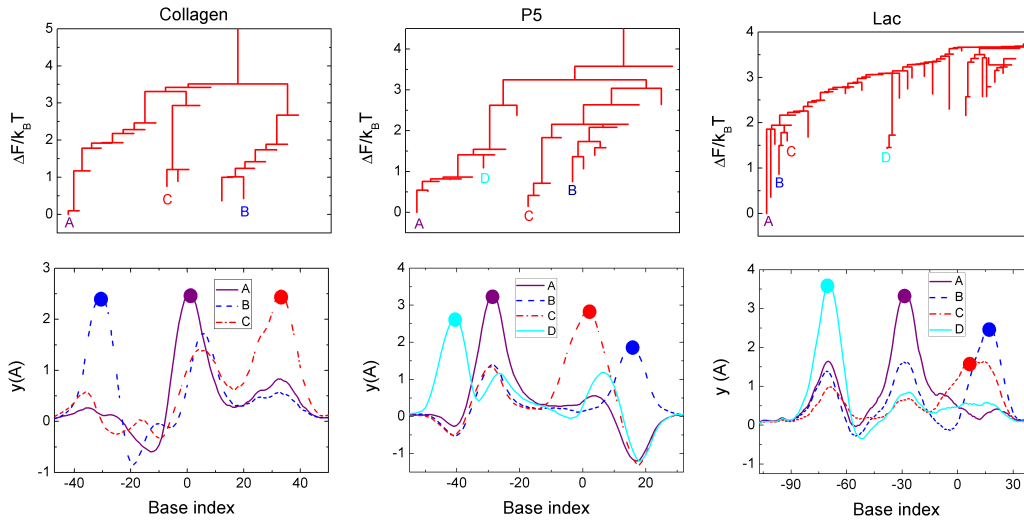 Collagen
P5
Lac
ΔF/k_BT
5
4
3
2
1
0
A
C
B
ΔF/k_BT
4
3
2
1
0
A
D
C
B
ΔF/k_BT
4
3
2
1
0
A
B
C
D
y(A)
3
2
1
0
-1
A
B
C
-40 -20 0 20 40
Base index
y(A)
4
3
2
1
0
-1
A
B
C
D
-40 -20 0 20
Base index
y (A)
4
3
2
1
0
-1
A
B
C
D
-90 -60 -30 0 30
Base index